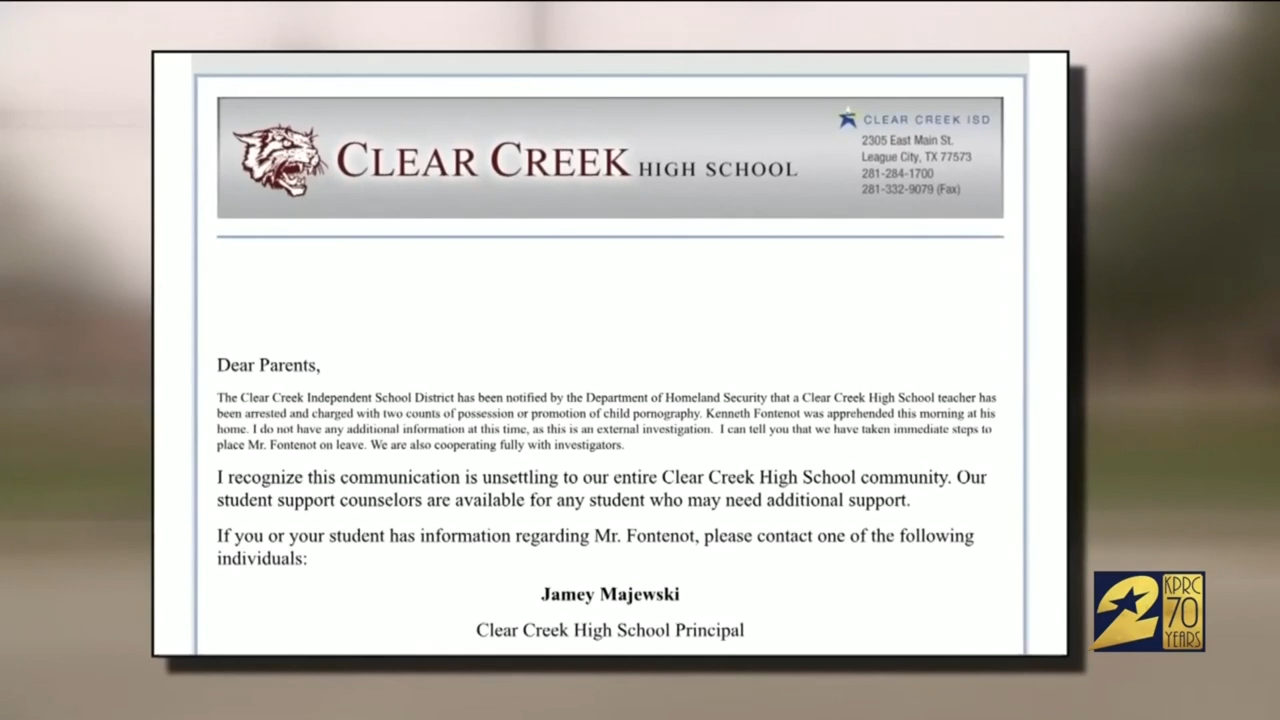 CLEAR CREEK HIGH SCHOOL
CLEAR CREEK ISD
2305 East Main St.
League City, TX 77573
281-284-1700
281-332-9079 (Fax)
Dear Parents,
The Clear Creek Independent School District has been notified by the Department of Homeland Security that a Clear Creek High School teacher has
been arrested and charged with two counts of possession or promotion of child pornography. Kenneth Fontenot was apprehended this morning at his
home. I do not have any additional information at this time, as this is an external investigation.  I can tell you that we have taken immediate steps to
place Mr. Fontenot on leave. We are also cooperating fully with investigators.
I recognize this communication is unsettling to our entire Clear Creek High School community. Our
student support counselors are available for any student who may need additional support.
If you or your student has information regarding Mr. Fontenot, please contact one of the following
individuals:
Jamey Majewski
Clear Creek High School Principal
2
KPRC
70
YEARS